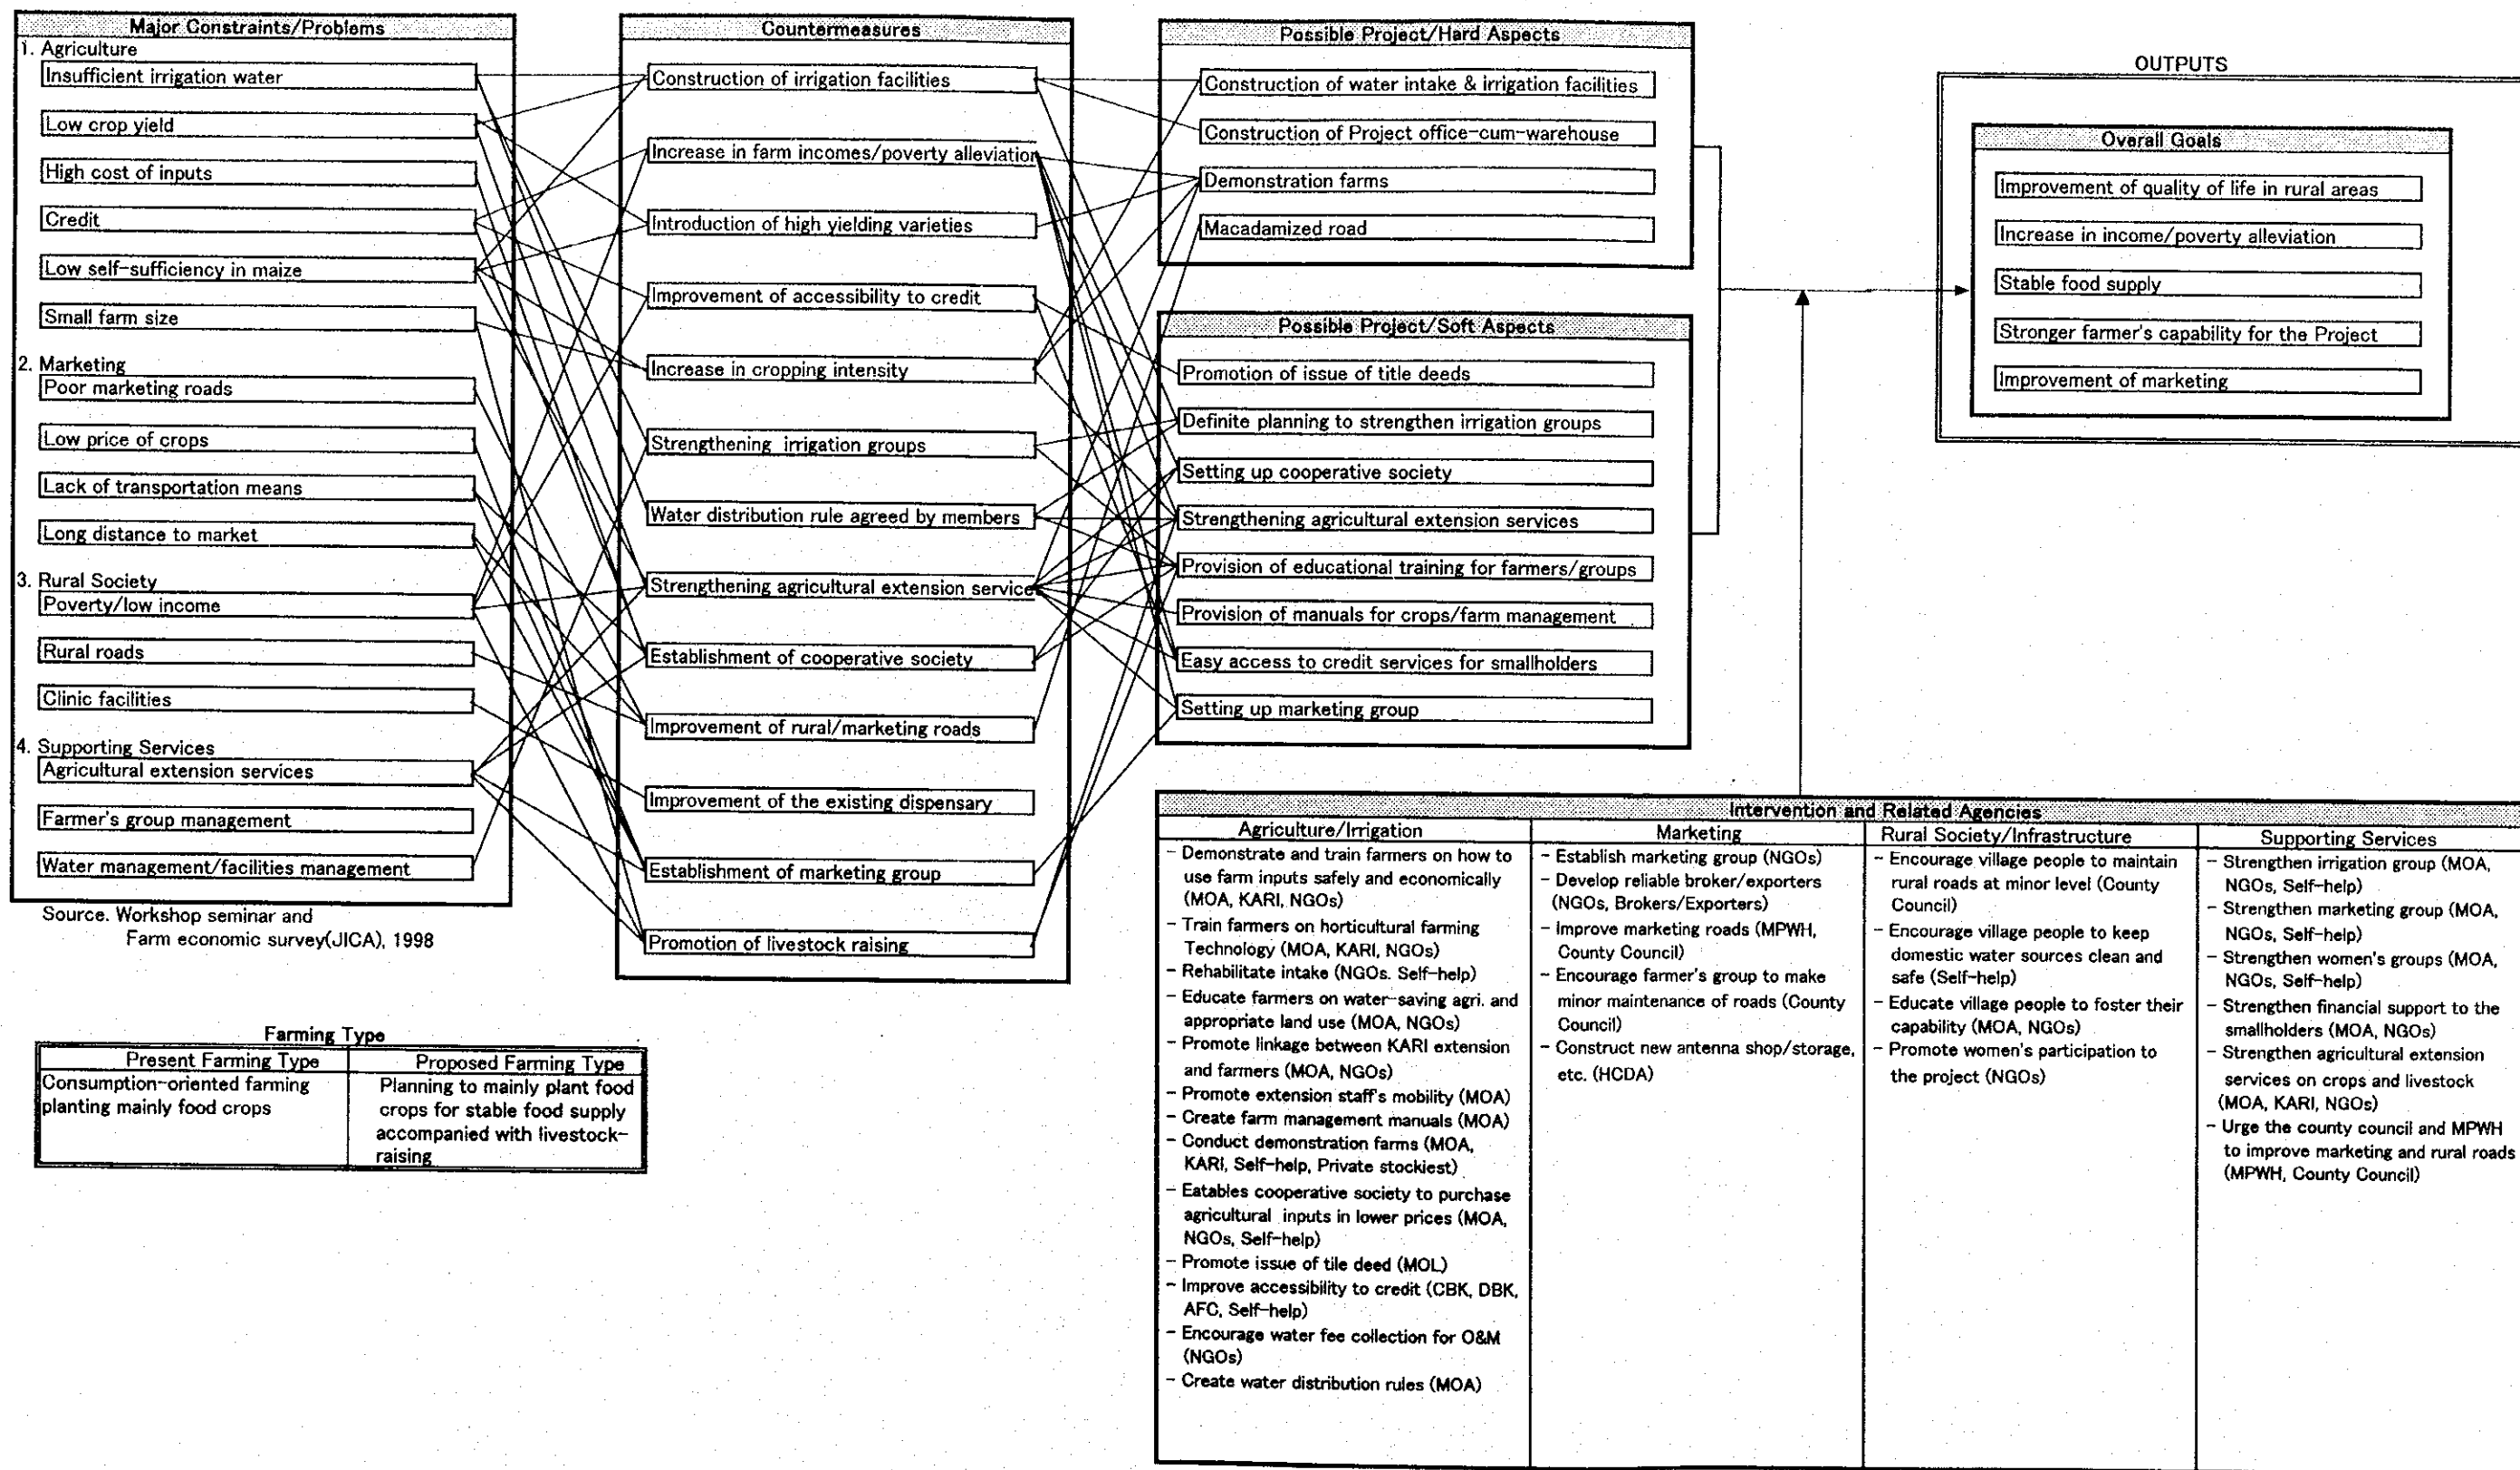 Major Constraints/Problems
1. Agriculture
Insufficient irrigation water
Low crop yield
High cost of inputs
Credit
Low self-sufficiency in maize
Small farm size
2. Marketing
Poor marketing roads
Low price of crops
Lack of transportation means
Long distance to market
3. Rural Society
Poverty/low income
Rural roads
Clinic facilities
4. Supporting Services
Agricultural extension services
Farmer's group management
Water management/facilities management
Source. Workshop seminar and
Farm economic survey(JICA), 1998
Countermeasures
Construction of irrigation facilities
Increase in farm incomes/poverty alleviation
Introduction of high yielding varieties
Improvement of accessibility to credit
Increase in cropping intensity
Strengthening irrigation groups
Water distribution rule agreed by members
Strengthening agricultural extension services
Establishment of cooperative society
Improvement of rural/marketing roads
Improvement of the existing dispensary
Establishment of marketing group
Promotion of livestock raising
Possible Project/Hard Aspects
Construction of water intake & irrigation facilities
Construction of Project office-cum-warehouse
Demonstration farms
Macadamized road
Possible Project/Soft Aspects
Promotion of issue of title deeds
Definite planning to strengthen irrigation groups
Setting up cooperative society
Strengthening agricultural extension services
Provision of educational training for farmers/groups
Provision of manuals for crops/farm management
Easy access to credit services for smallholders
Setting up marketing group
OUTPUTS
Overall Goals
Improvement of quality of life in rural areas
Increase in income/poverty alleviation
Stable food supply
Stronger farmer's capability for the Project
Improvement of marketing
Intervention and Related Agencies
Agriculture/Irrigation
- Demonstrate and train farmers on how to
use farm inputs safely and economically
(MOA, KARI, NGOs)
- Train farmers on horticultural farming
Technology (MOA, KARI, NGOs)
- Rehabilitate intake (NGOs. Self-help)
- Educate farmers on water-saving agri. and
appropriate land use (MOA, NGOs)
- Promote linkage between KARI extension
and farmers (MOA, NGOs)
- Promote extension staff's mobility (MOA)
- Create farm management manuals (MOA)
- Conduct demonstration farms (MOA,
KARI, Self-help, Private stockiest)
- Eatables cooperative society to purchase
agricultural inputs in lower prices (MOA,
NGOs, Self-help)
- Promote issue of tile deed (MOL)
- Improve accessibility to credit (CBK, DBK,
AFC, Self-help)
- Encourage water fee collection for O&M
(NGOs)
- Create water distribution rules (MOA)
Marketing
- Establish marketing group (NGOs)
- Develop reliable broker/exporters
(NGOs, Brokers/Exporters)
- Improve marketing roads (MPWH,
County Council)
- Encourage farmer's group to make
minor maintenance of roads (County
Council)
- Construct new antenna shop/storage,
etc. (HCDA)
Rural Society/Infrastructure
- Encourage village people to maintain
rural roads at minor level (County
Council)
- Encourage village people to keep
domestic water sources clean and
safe (Self-help)
- Educate village people to foster their
capability (MOA, NGOs)
- Promote women's participation to
the project (NGOs)
Supporting Services
- Strengthen irrigation group (MOA,
NGOs, Self-help)
- Strengthen marketing group (MOA,
NGOs, Self-help)
- Strengthen women's groups (MOA,
NGOs, Self-help)
- Strengthen financial support to the
smallholders (MOA, NGOs)
- Strengthen agricultural extension
services on crops and livestock
(MOA, KARI, NGOs)
- Urge the county council and MPWH
to improve marketing and rural roads
(MPWH, County Council)
Farming Type
Present Farming Type
Consumption-oriented farming
planting mainly food crops
Proposed Farming Type
Planning to mainly plant food
crops for stable food supply
accompanied with livestock-
raising